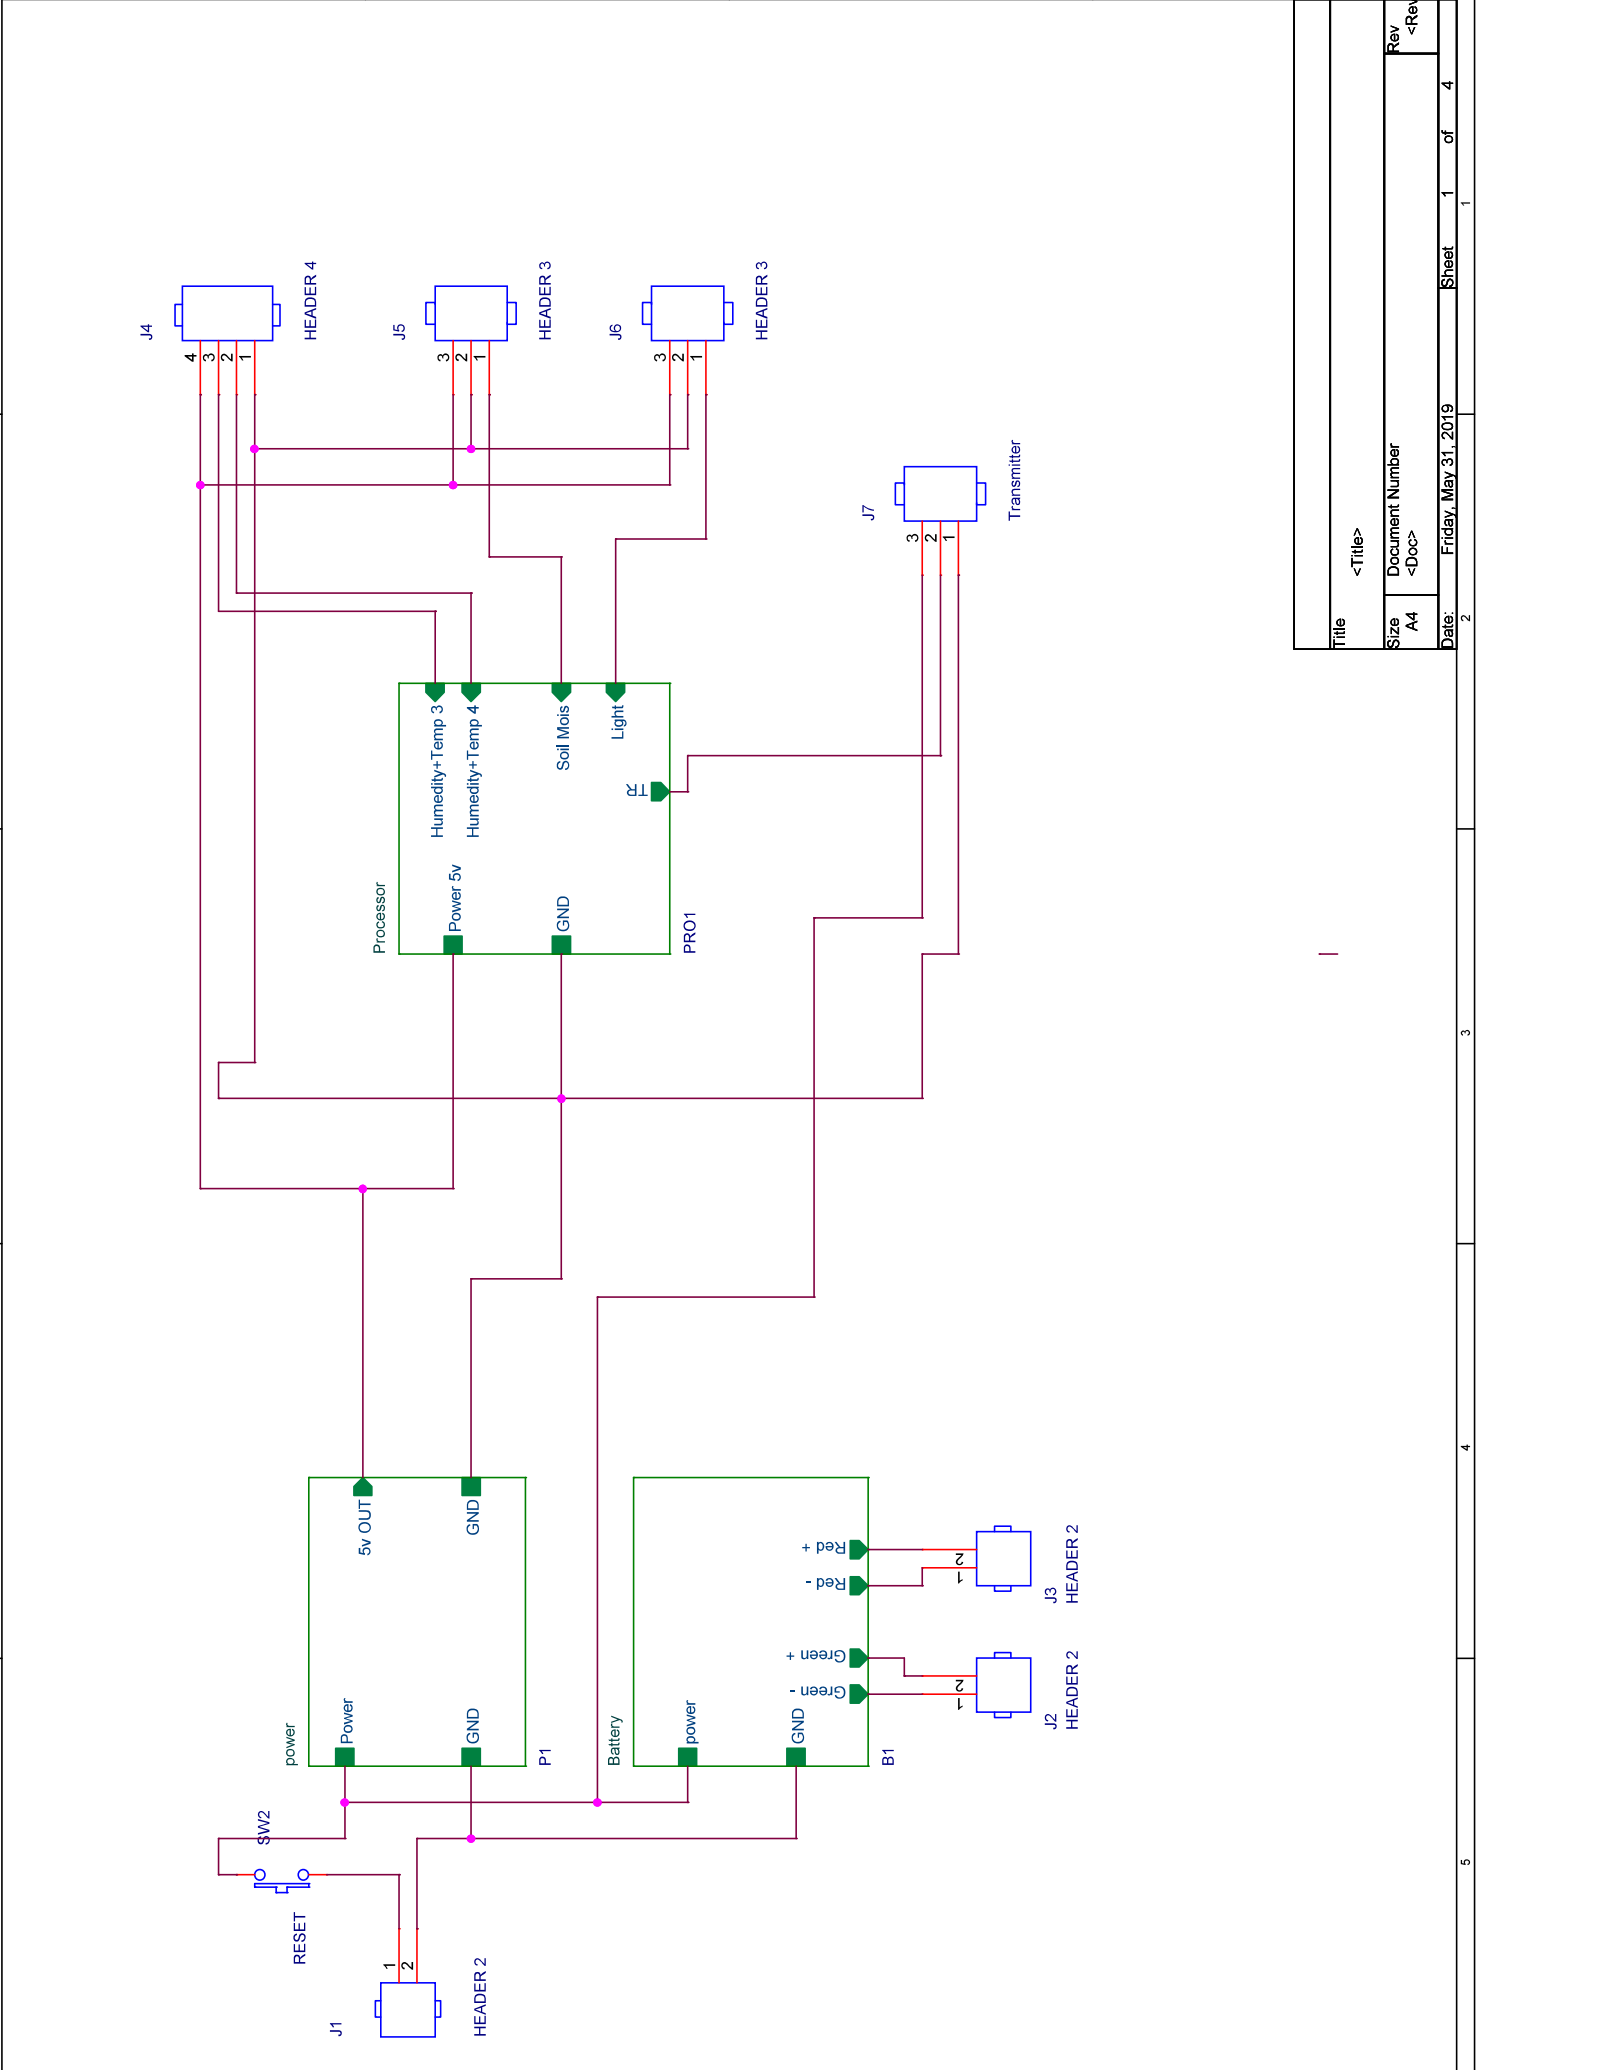 J1
HEADER 2
1
2
RESET
SW2
power
Power
GND
5v OUT
GND
P1
Battery
power
GND
Green -
Green +
Red -
Red +
B1
J2
HEADER 2
1
2
J3
HEADER 2
1
2
Processor
Power 5v
GND
Humedity+Temp 3
Humedity+Temp 4
Soil Mois
Light
TR
PRO1
J4
4
3
2
1
HEADER 4
J5
3
2
1
HEADER 3
J6
3
2
1
HEADER 3
J7
3
2
1
Transmitter
Title
<Title>
Size
A4
Document Number
<Doc>
Rev
<Rev
Date:
Friday, May 31, 2019
Sheet
1
of
4
5
4
3
2
1